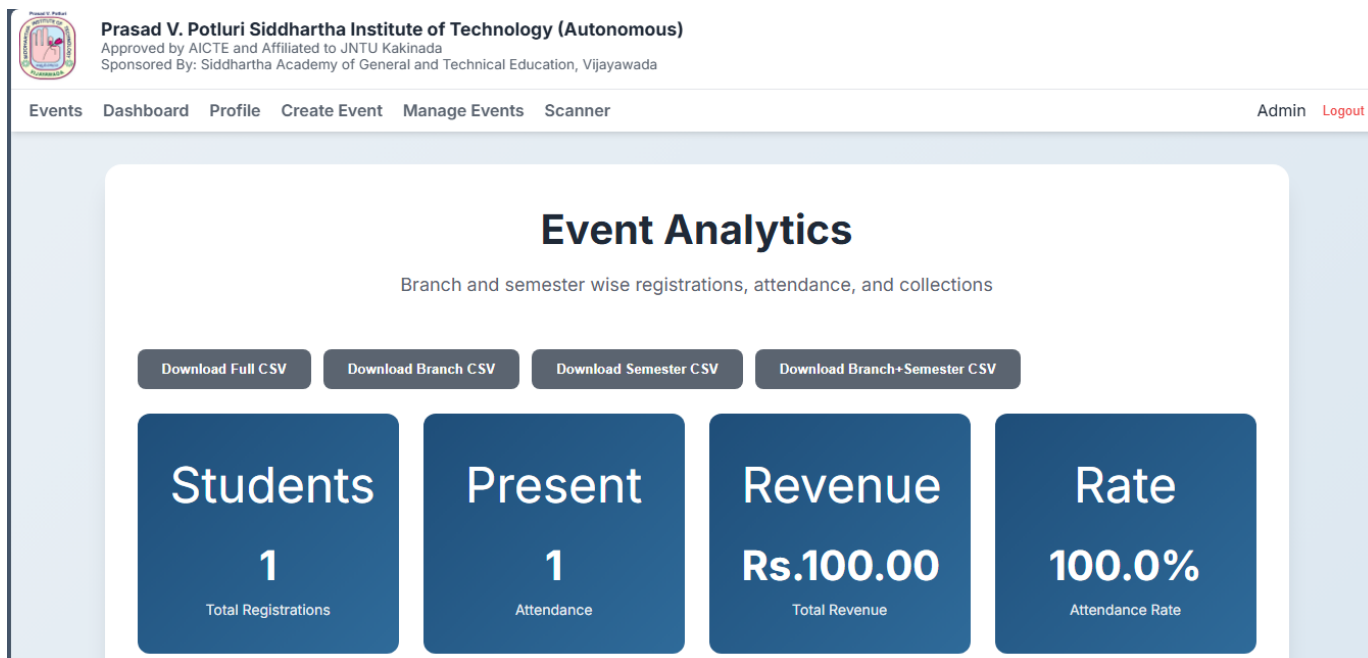 Prasad V. Potluri Siddhartha Institute of Technology (Autonomous)
Approved by AICTE and Affiliated to JNTU Kakinada
Sponsored By: Siddhartha Academy of General and Technical Education, Vijayawada
Events Dashboard Profile Create Event Manage Events Scanner Admin Logout
Event Analytics
Branch and semester wise registrations, attendance, and collections
Download Full CSV Download Branch CSV Download Semester CSV Download Branch+Semester CSV
Students Present Revenue Rate
1 1 Rs.100.00 100.0%
Total Registrations Attendance Total Revenue Attendance Rate